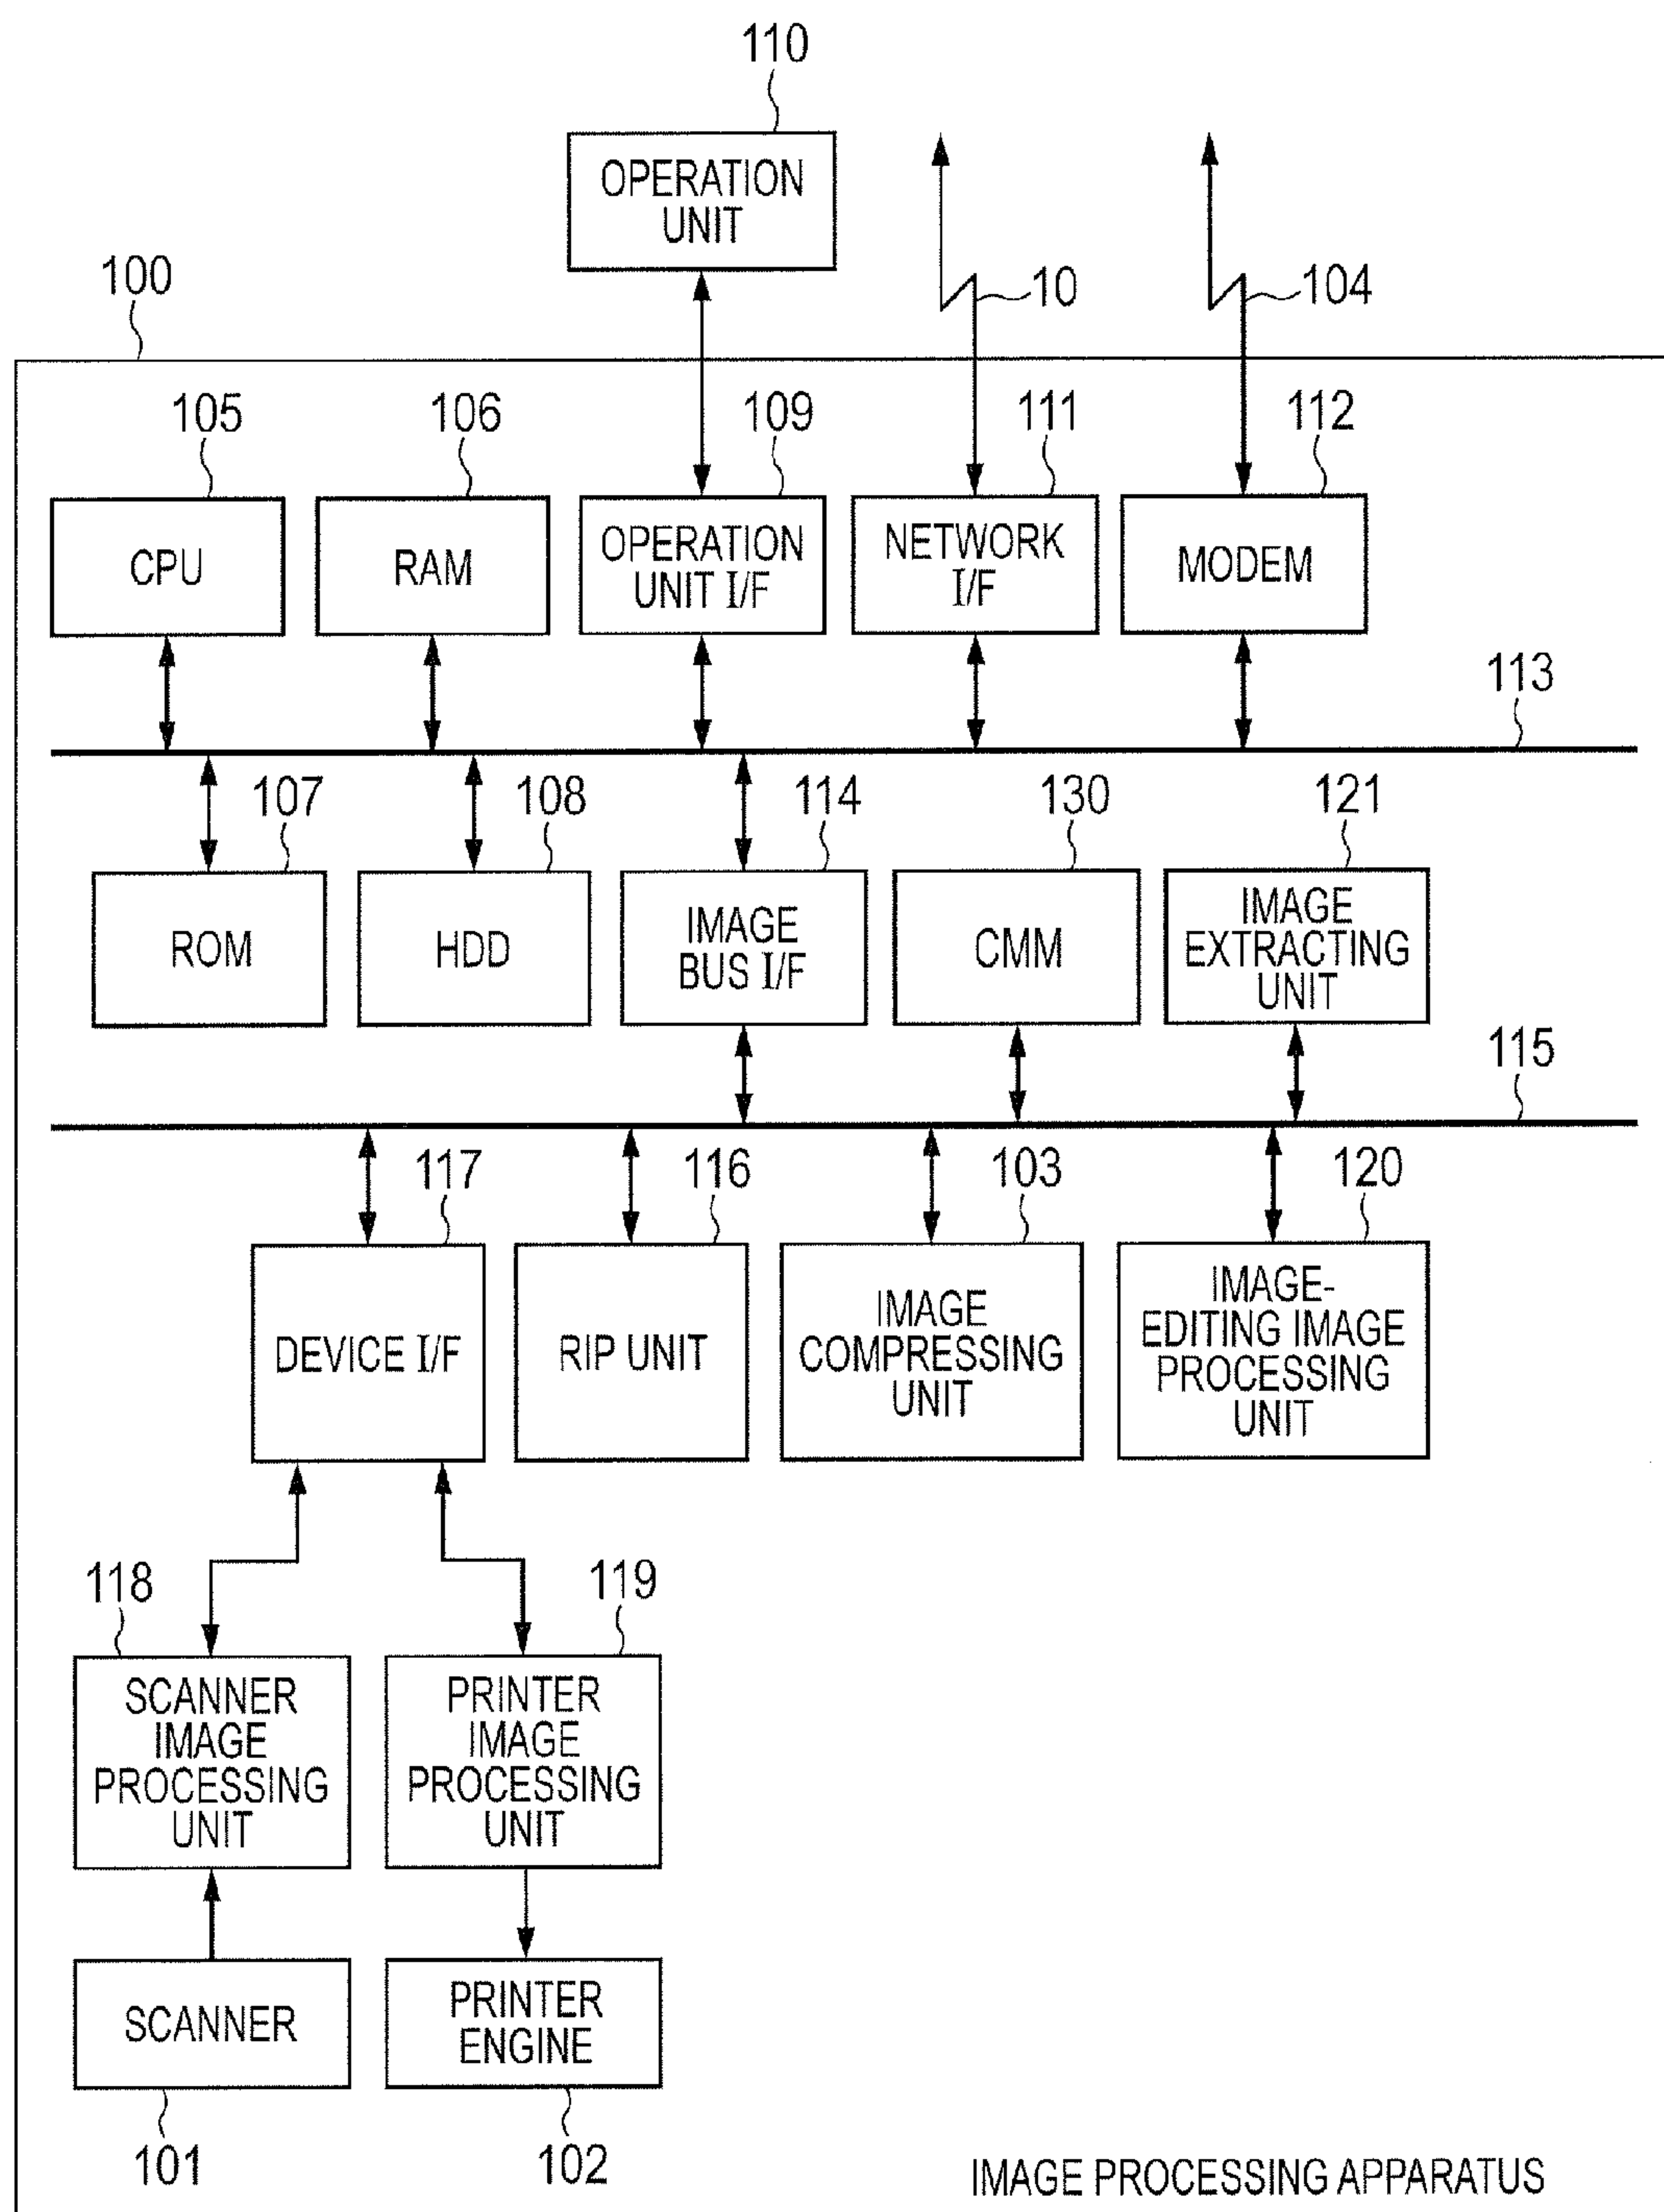 110
OPERATION
UNIT
100
10
104
105
106
109
111
112
CPU
RAM
OPERATION
UNIT I/F
NETWORK
I/F
MODEM
113
107
108
114
130
121
ROM
HDD
IMAGE
BUS I/F
CMM
IMAGE
EXTRACTING
UNIT
115
117
116
103
120
DEVICE I/F
RIP UNIT
IMAGE
COMPRESSING
UNIT
IMAGE-
EDITING IMAGE
PROCESSING
UNIT
118
119
SCANNER
IMAGE
PROCESSING
UNIT
PRINTER
IMAGE
PROCESSING
UNIT
SCANNER
PRINTER
ENGINE
101
102
IMAGE PROCESSING APPARATUS